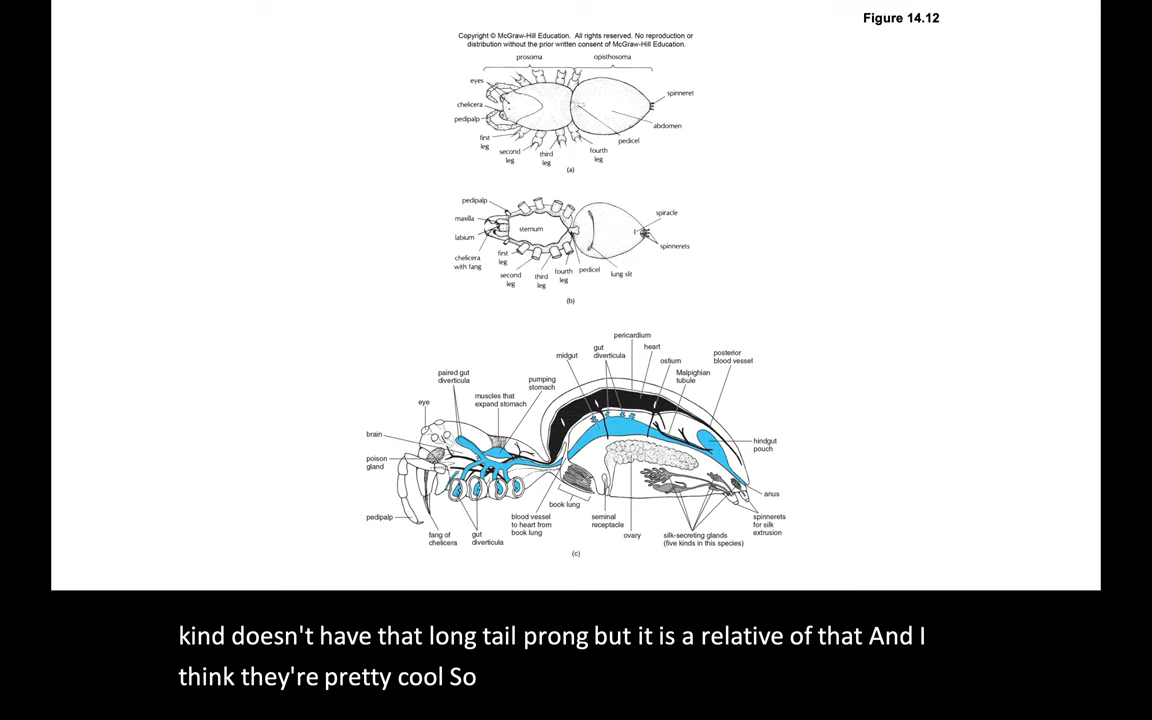 Figure 14.12
Copyright © McGraw-Hill Education. All rights reserved. No reproduction or
distribution without the prior written consent of McGraw-Hill Education.
prosoma
opisthosoma
eyes
chelicera
pedipalp
first
leg
second
leg
third
leg
fourth
leg
pedicel
abdomen
spinneret
(a)
pedipalp
maxilla
labium
chelicera
with fang
sternum
first
leg
second
leg
third
leg
fourth
leg
pedicel
lung slit
spiracle
spinnerets
(b)
pericardium
midgut
gut
diverticula
heart
ostium
Malpighian
tubule
posterior
blood vessel
paired gut
diverticula
muscles that
expand stomach
pumping
stomach
eye
brain
poison
gland
pedipalp
fang of
chelicera
gut
diverticula
blood vessel
to heart from
book lung
book lung
seminal
receptacle
ovary
silk-secreting glands
(five kinds in this species)
spinnerets
for silk
extrusion
anus
hindgut
pouch
(c)
kind doesn't have that long tail prong but it is a relative of that And I
think they're pretty cool So